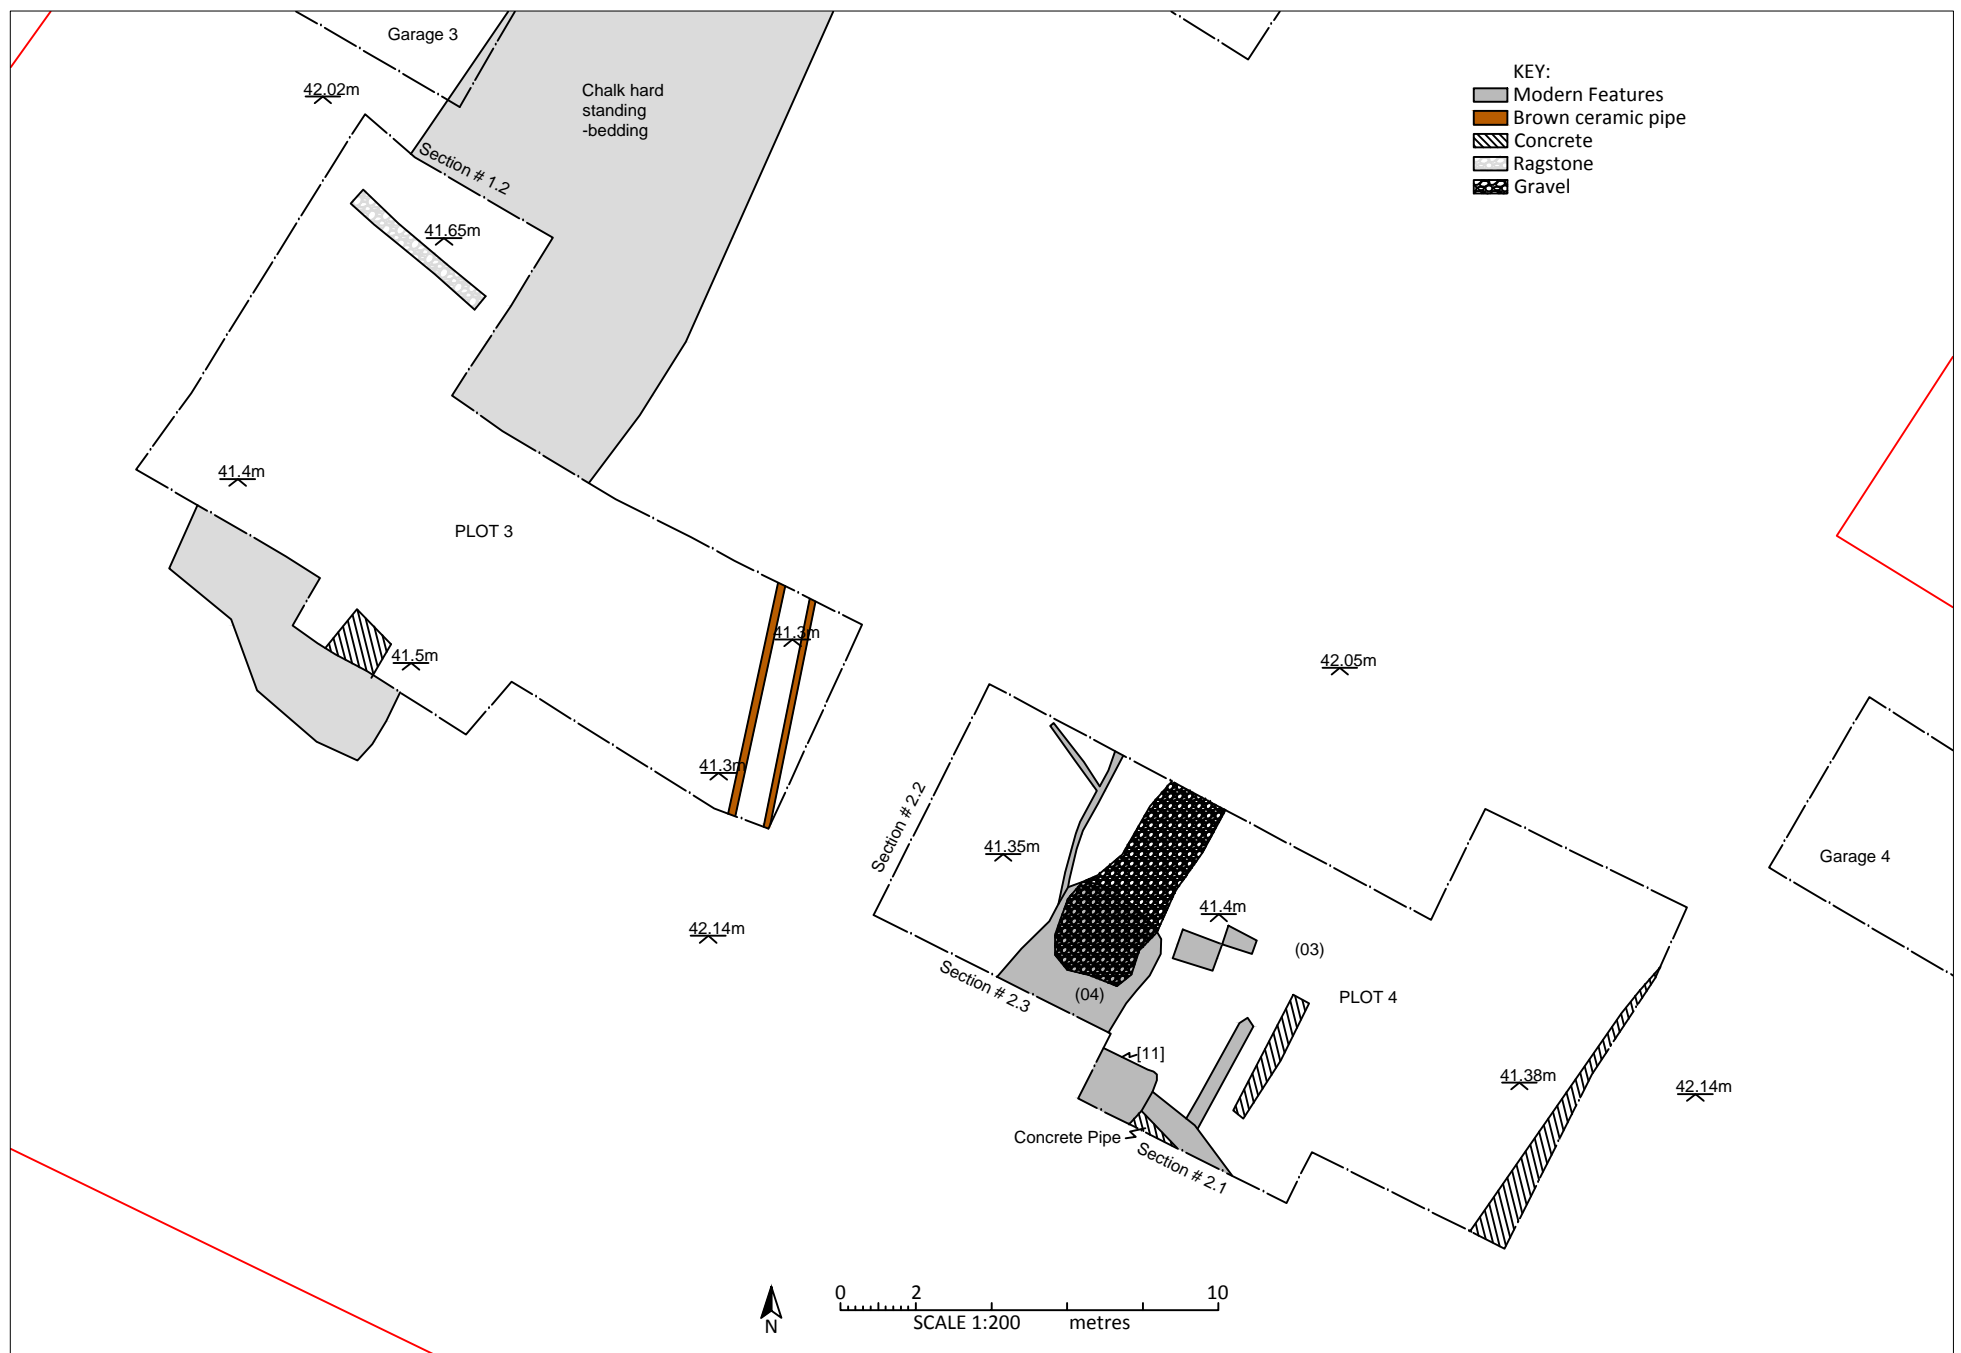 Garage 3
42.02m
Chalk hard
standing
-bedding
KEY:
Modern Features
Brown ceramic pipe
Concrete
Ragstone
Gravel
Section # 1.2
41.65m
41.4m
PLOT 3
41.5m
41.3m
41.3m
42.05m
Section # 2.2
41.35m
Garage 4
41.4m
42.14m
(03)
Section # 2.3
(04)
PLOT 4
[11]
41.38m
42.14m
Concrete Pipe
Section # 2.1
N
0 2 10
SCALE 1:200 metres